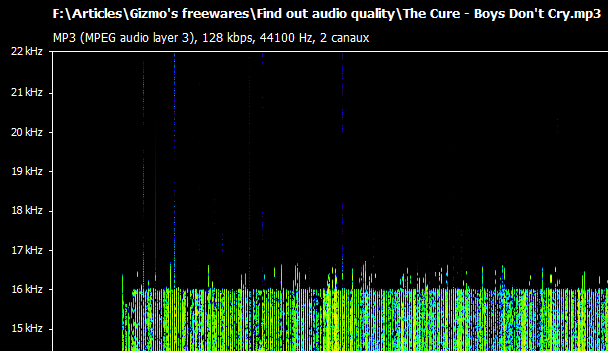 F:\Articles\Gizmo's freewares\Find out audio quality\The Cure - Boys Don't Cry.mp3
MP3 (MPEG audio layer 3), 128 kbps, 44100 Hz, 2 canaux
22 kHz
21 kHz
20 kHz
19 kHz
18 kHz
17 kHz
16 kHz
15 kHz